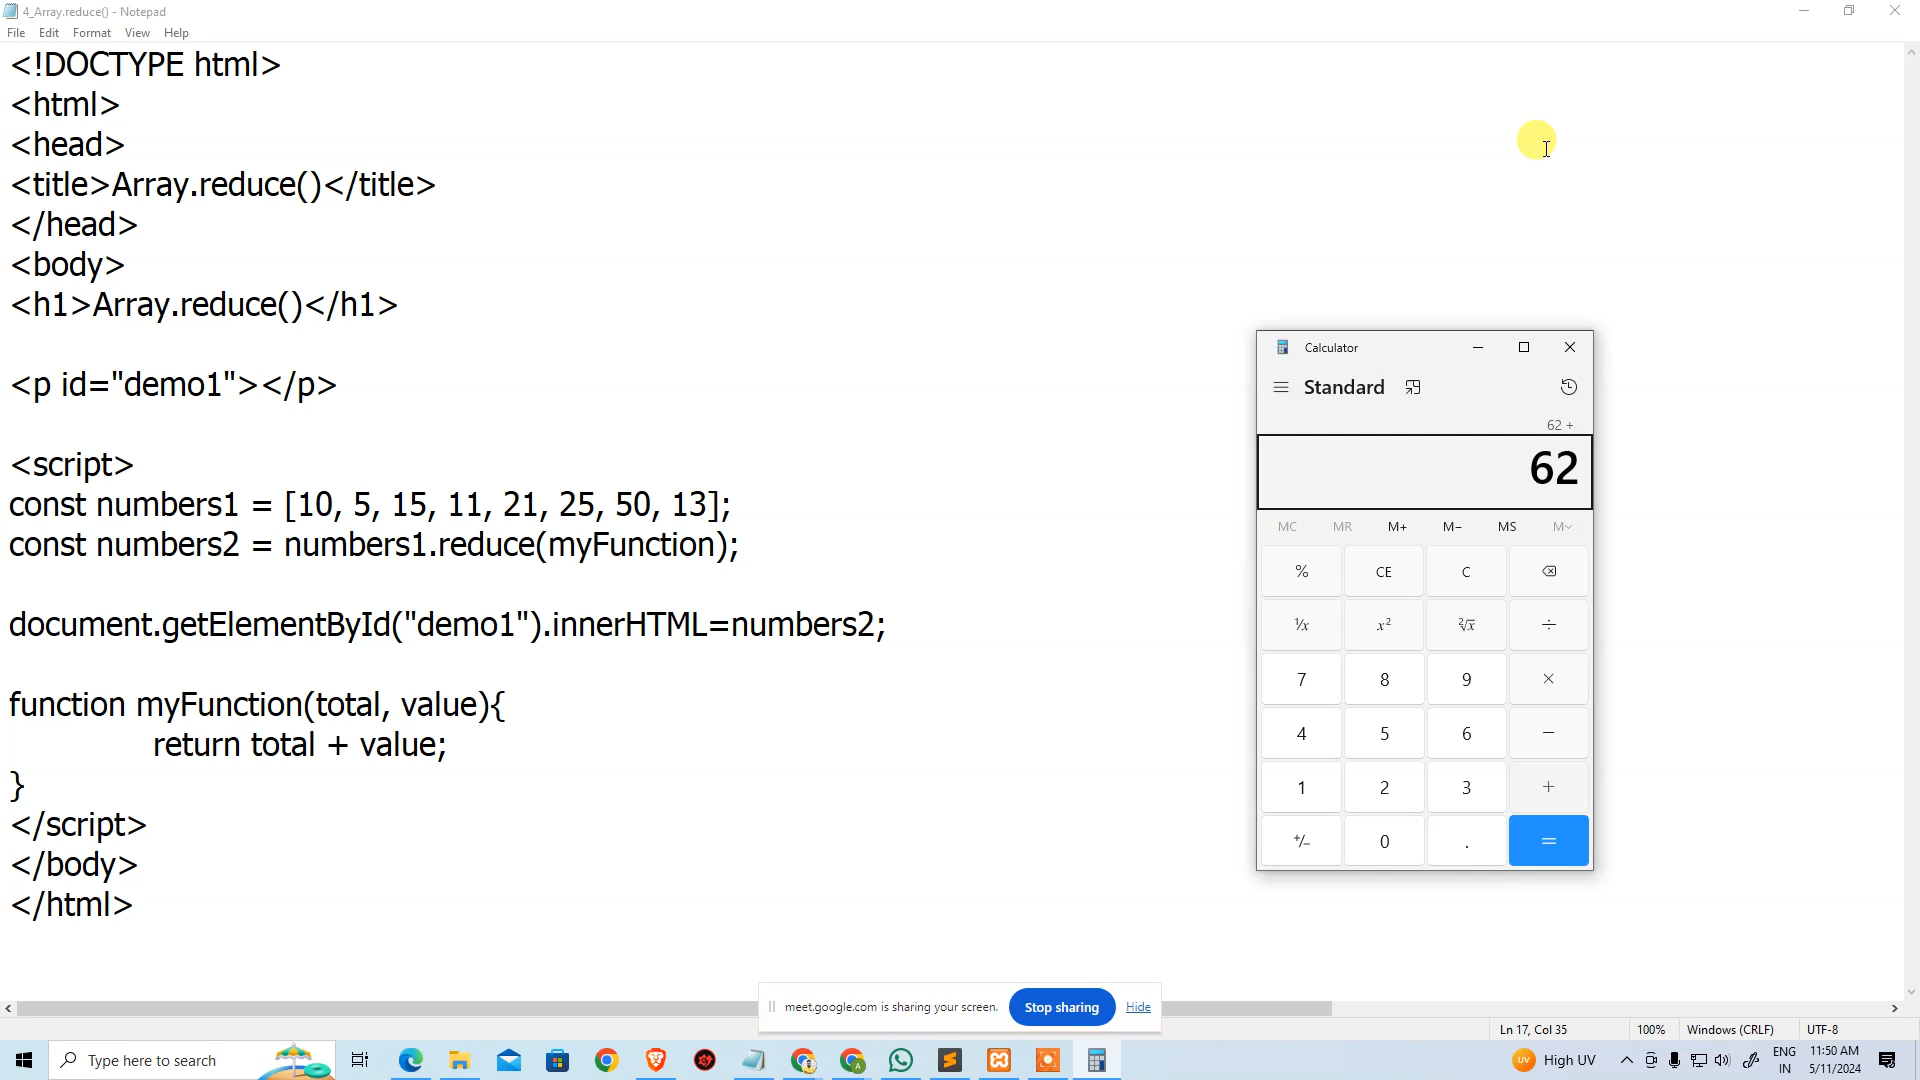 4_Array.reduce() - Notepad
File Edit Format View Help
<!DOCTYPE html>
<html>
<head>
<title>Array.reduce()</title>
</head>
<body>
<h1>Array.reduce()</h1>
<p id="demo1"></p>
<script>
const numbers1 = [10, 5, 15, 11, 21, 25, 50, 13];
const numbers2 = numbers1.reduce(myFunction);
document.getElementById("demo1").innerHTML=numbers2;
function myFunction(total, value){
return total + value;
}
</script>
</body>
</html>
Calculator
Standard
62 +
62
MC MR M+ M− MS M˅
% CE C
¹/x x² ²√x ÷
7 8 9 ×
4 5 6 −
1 2 3 +
+/− 0 . =
meet.google.com is sharing your screen. Stop sharing Hide
Ln 17, Col 35 100% Windows (CRLF) UTF-8
Type here to search
UV High UV
ENG
IN
11:50 AM
5/11/2024